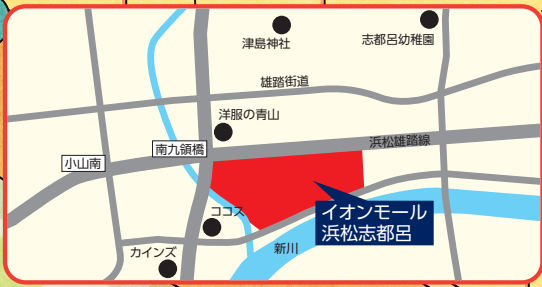 津島神社
志都呂幼稚園
雄踏街道
洋服の青山
浜松雄踏線
南九領橋
小山南
ココス
イオンモール
浜松志都呂
新川
カインズ